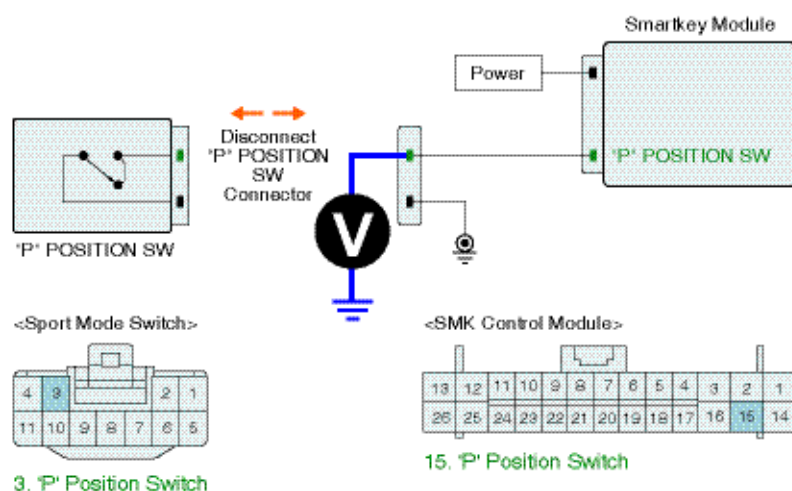 Smartkey Module
Power
Disconnect
"P" POSITION
SW
Connector
"P" POSITION SW
"P" POSITION SW
V
<Sport Mode Switch>
<SMK Control Module>
4 3 2 1
11 10 9 8 7 6 5
13 12 11 10 9 8 7 6 5 4 3 2 1
26 25 24 23 22 21 20 19 18 17 16 15 14
3. 'P' Position Switch
15. 'P' Position Switch